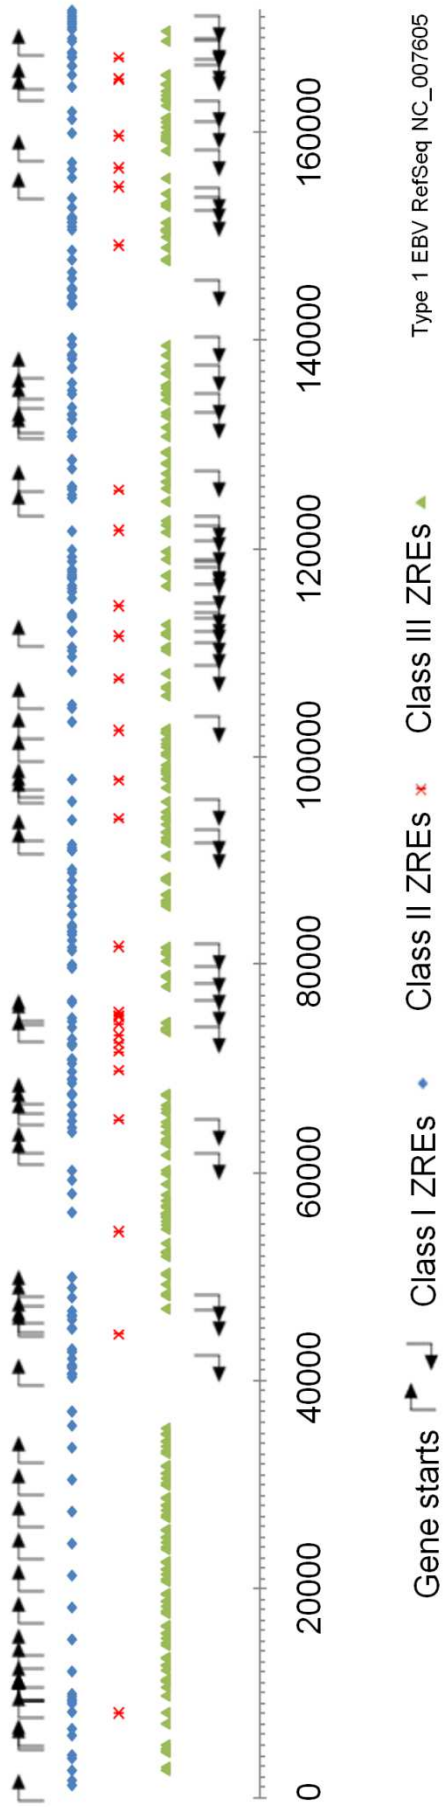 0 20000 40000 60000 80000 100000 120000 140000 160000
Gene starts Class I ZREs Class II ZREs Class III ZREs
Type 1 EBV RefSeq NC_007605